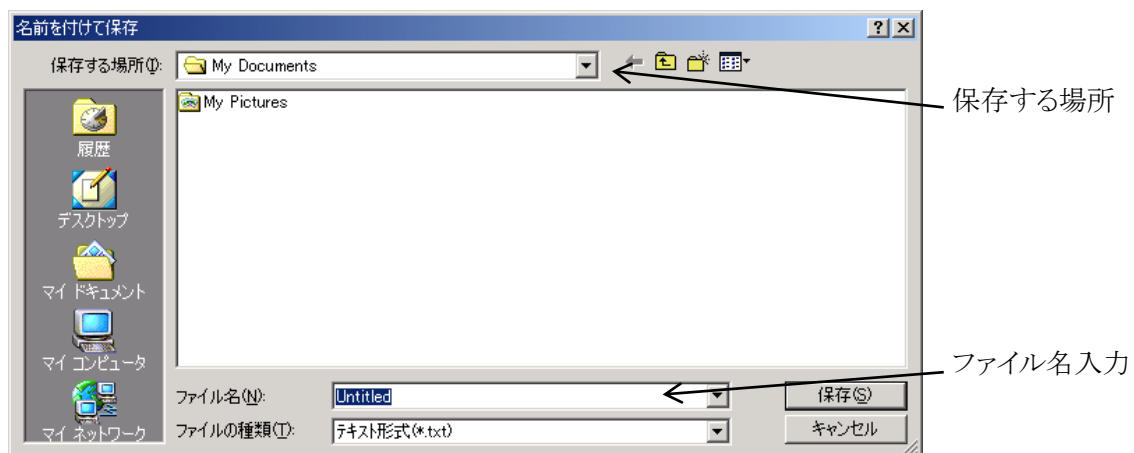 名前を付けて保存
保存する場所(I):
My Documents
保存する場所
My Pictures
履歴
デスクトップ
マイ ドキュメント
マイ コンピュータ
マイ ネットワーク
ファイル名入力
ファイル名(N):
Untitled
保存(S)
ファイルの種類(T):
テキスト形式(*.txt)
キャンセル